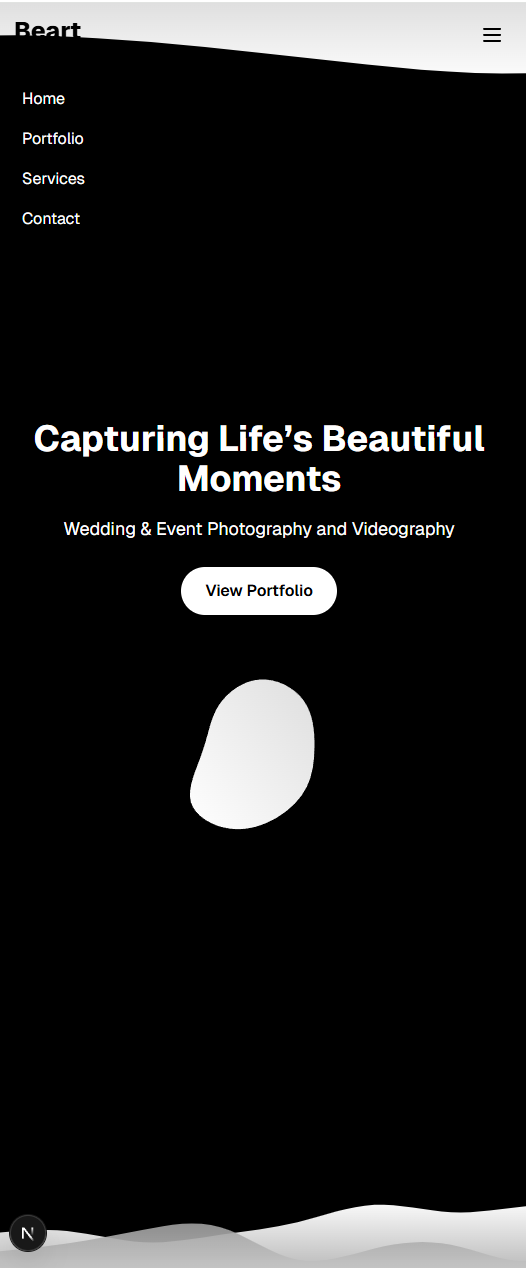 Beart
Home
Portfolio
Services
Contact
Capturing Life’s Beautiful
Moments
Wedding & Event Photography and Videography
View Portfolio
N